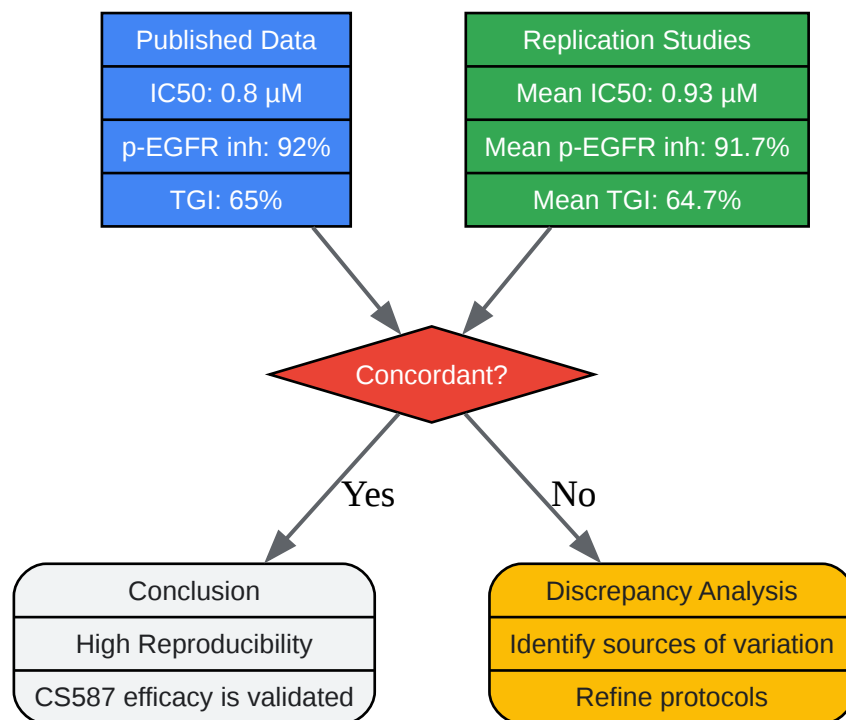 Published Data
IC50: 0.8 µM
p-EGFR inh: 92%
TGI: 65%
Replication Studies
Mean IC50: 0.93 µM
Mean p-EGFR inh: 91.7%
Mean TGI: 64.7%
Concordant?
Yes
No
Conclusion
High Reproducibility
CS587 efficacy is validated
Discrepancy Analysis
Identify sources of variation
Refine protocols